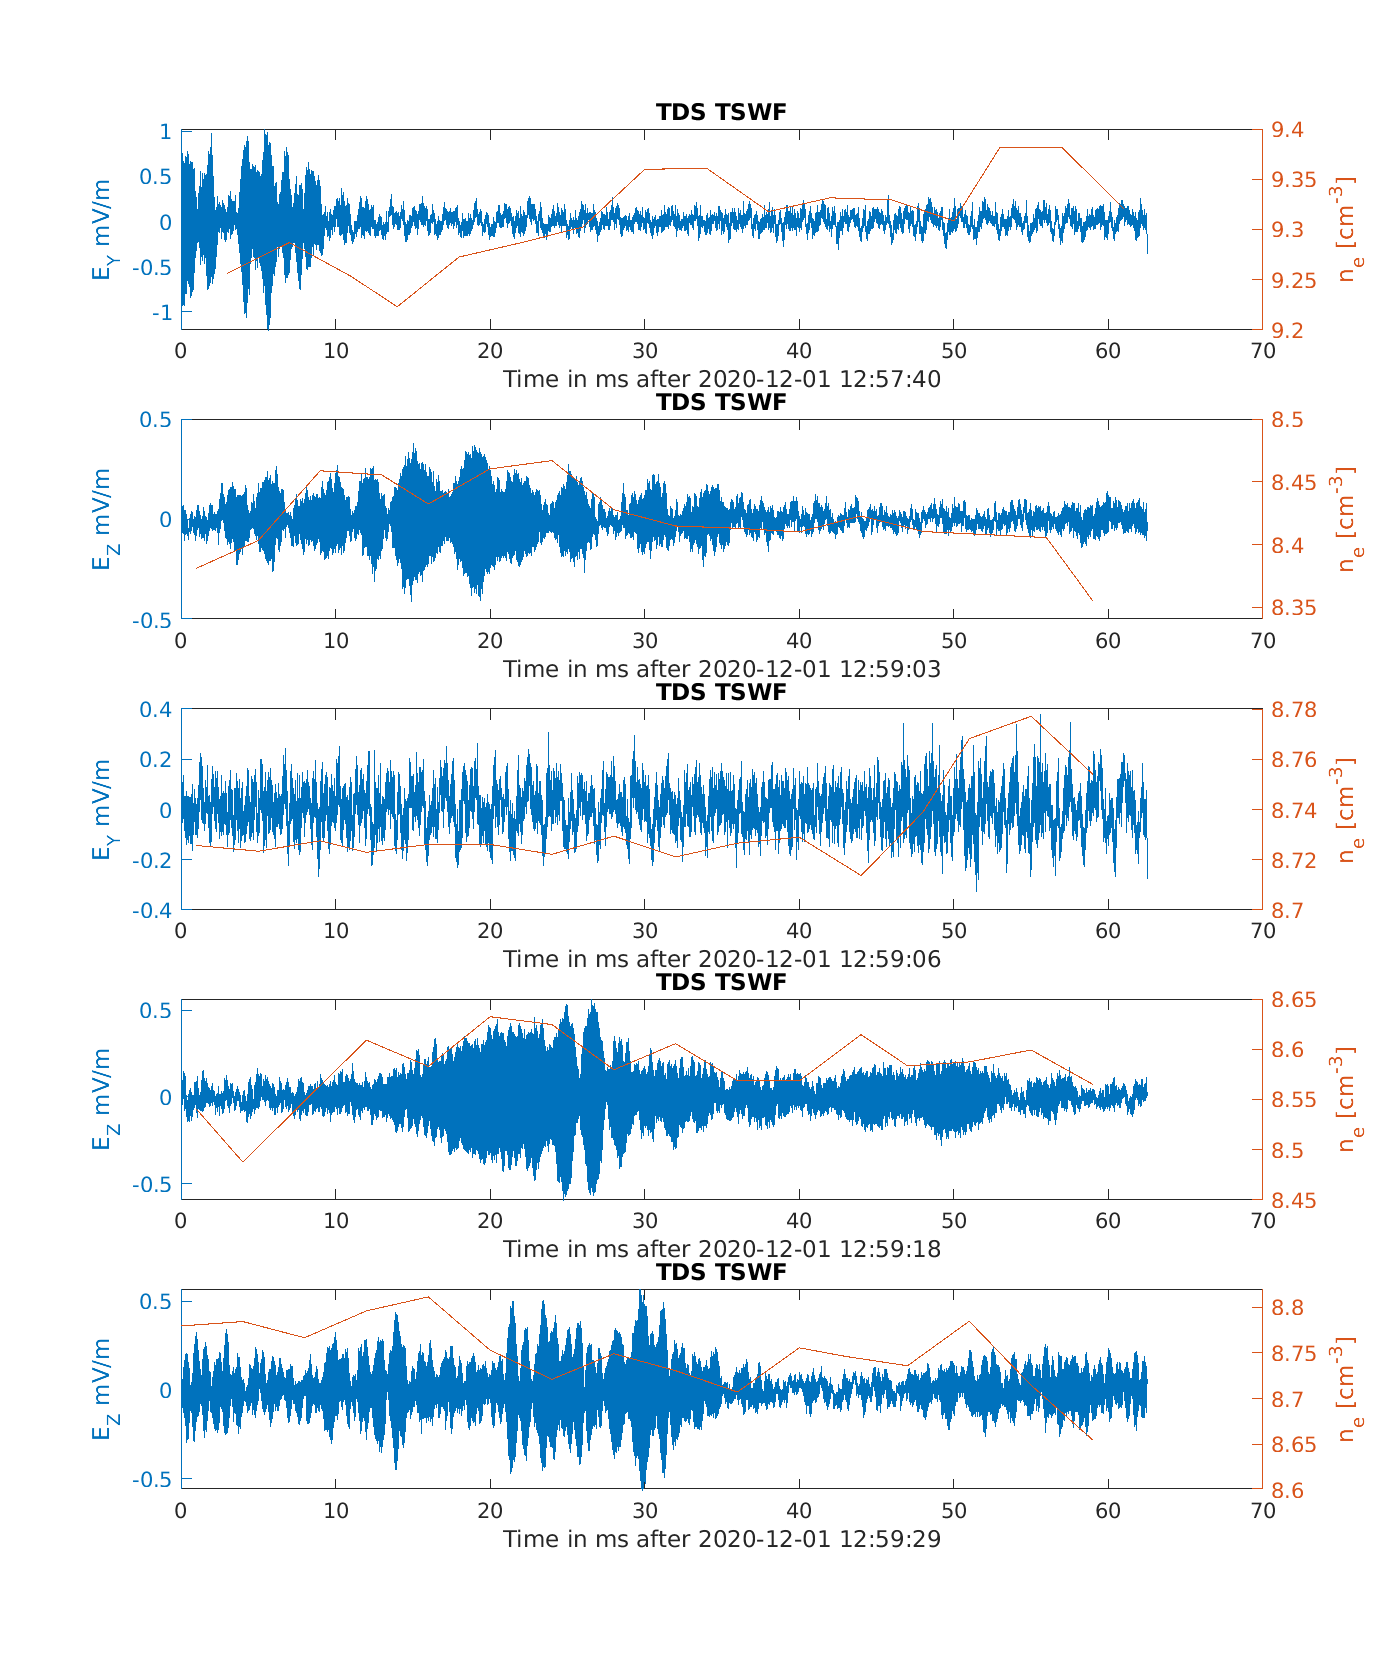 TDS TSWF
1
0.5
0
-0.5
-1
E_Y mV/m
9.4
9.35
9.3
9.25
9.2
n_e [cm^-3]
0 10 20 30 40 50 60 70
Time in ms after 2020-12-01 12:57:40
TDS TSWF
0.5
0
-0.5
E_Z mV/m
8.5
8.45
8.4
8.35
n_e [cm^-3]
0 10 20 30 40 50 60 70
Time in ms after 2020-12-01 12:59:03
TDS TSWF
0.4
0.2
0
-0.2
-0.4
E_Y mV/m
8.78
8.76
8.74
8.72
8.7
n_e [cm^-3]
0 10 20 30 40 50 60 70
Time in ms after 2020-12-01 12:59:06
TDS TSWF
0.5
0
-0.5
E_Z mV/m
8.65
8.6
8.55
8.5
8.45
n_e [cm^-3]
0 10 20 30 40 50 60 70
Time in ms after 2020-12-01 12:59:18
TDS TSWF
0.5
0
-0.5
E_Z mV/m
8.8
8.75
8.7
8.65
8.6
n_e [cm^-3]
0 10 20 30 40 50 60 70
Time in ms after 2020-12-01 12:59:29